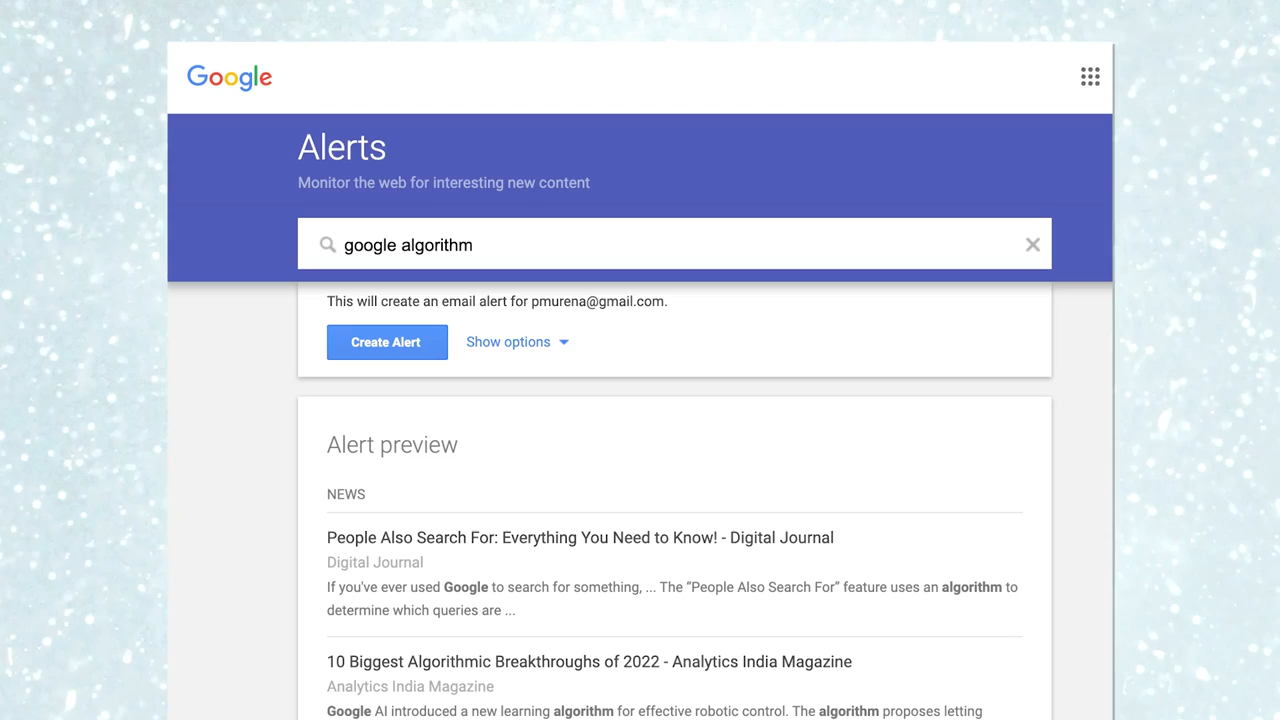 Google
Alerts
Monitor the web for interesting new content
google algorithm
This will create an email alert for pmurena@gmail.com.
Create Alert
Show options
Alert preview
NEWS
People Also Search For: Everything You Need to Know! - Digital Journal
Digital Journal
If you've ever used Google to search for something, ... The “People Also Search For” feature uses an algorithm to
determine which queries are ...
10 Biggest Algorithmic Breakthroughs of 2022 - Analytics India Magazine
Analytics India Magazine
Google AI introduced a new learning algorithm for effective robotic control. The algorithm proposes letting